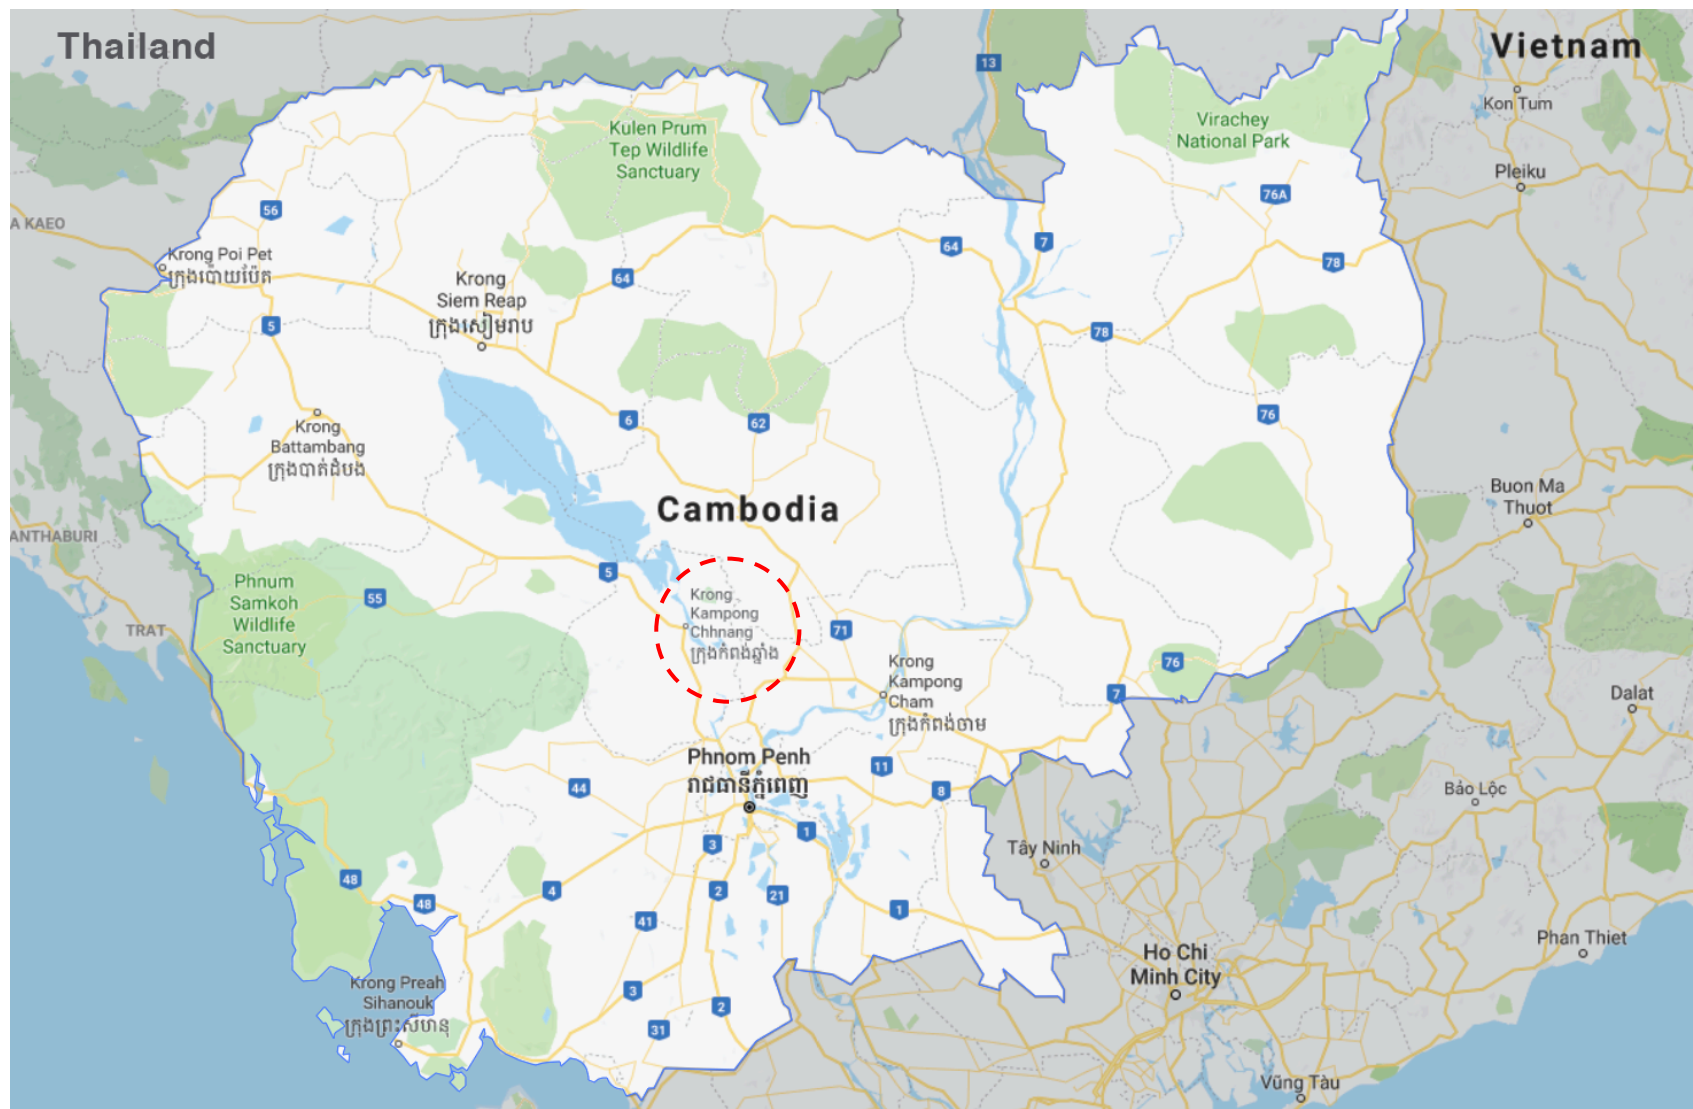 Thailand
Vietnam
13
Kon Tum
Kulen Prum
Tep Wildlife
Sanctuary
Virachey
National Park
Pleiku
76A
56
A KAEO
64
7
Krong Poi Pet
ក្រុងប៉ោយប៉ែត
78
64
Krong
Siem Reap
ក្រុងសៀមរាប
5
78
6
62
76
Krong
Battambang
ក្រុងបាត់ដំបង
Cambodia
Buon Ma
Thuot
ANTHABURI
5
Phnum
Samkoh
Wildlife
Sanctuary
55
Krong
Kampong
Chhnang
ក្រុងកំពង់ឆ្នាំង
TRAT
71
76
Krong
Kampong
Cham
ក្រុងកំពង់ចាម
7
Dalat
Phnom Penh
រាជធានីភ្នំពេញ
11
44
8
Bảo Lộc
1
3
Tây Ninh
48
4
2
21
48
1
41
Phan Thiet
Ho Chi
Minh City
Krong Preah
Sihanouk
ក្រុងព្រះសីហនុ
3
2
31
Vũng Tàu